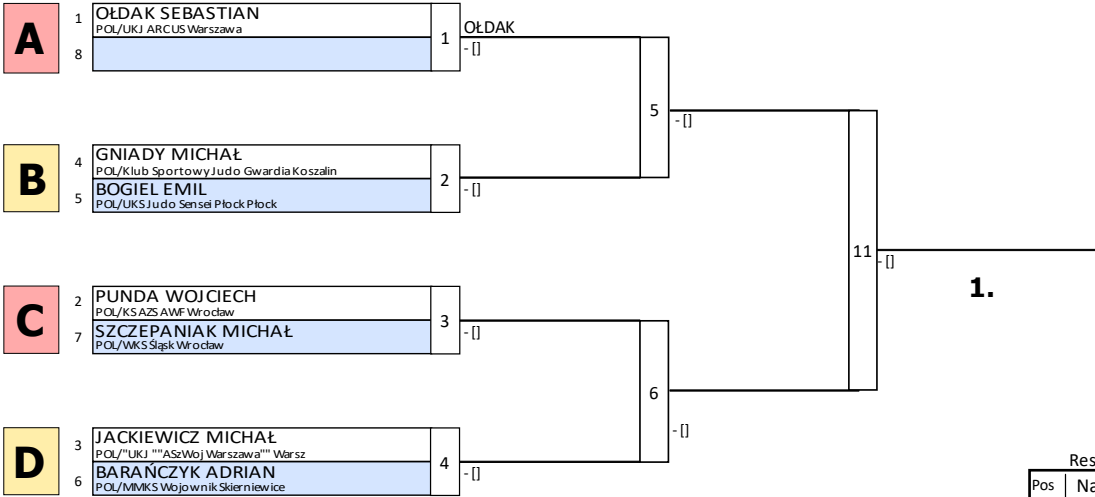 A
1 OŁDAK SEBASTIAN
POL/UKJ ARCUS Warszawa
8
1
OŁDAK
- []
5
- []
B
4 GNIADY MICHAŁ
POL/Klub Sportowy Judo Gwardia Koszalin
5 BOGIEL EMIL
POL/UKS Judo Sensei Płock Płock
2
- []
11
- []
1.
C
2 PUNDA WOJCIECH
POL/KS AZS AWF Wrocław
7 SZCZEPANIAK MICHAŁ
POL/WKS Śląsk Wrocław
3
- []
6
- []
D
3 JACKIEWICZ MICHAŁ
POL/"UKJ ""ASzWoj Warszawa"" Warsz
6 BARAŃCZYK ADRIAN
POL/MMKS Wojownik Skierniewice
4
- []
Res
Pos Na